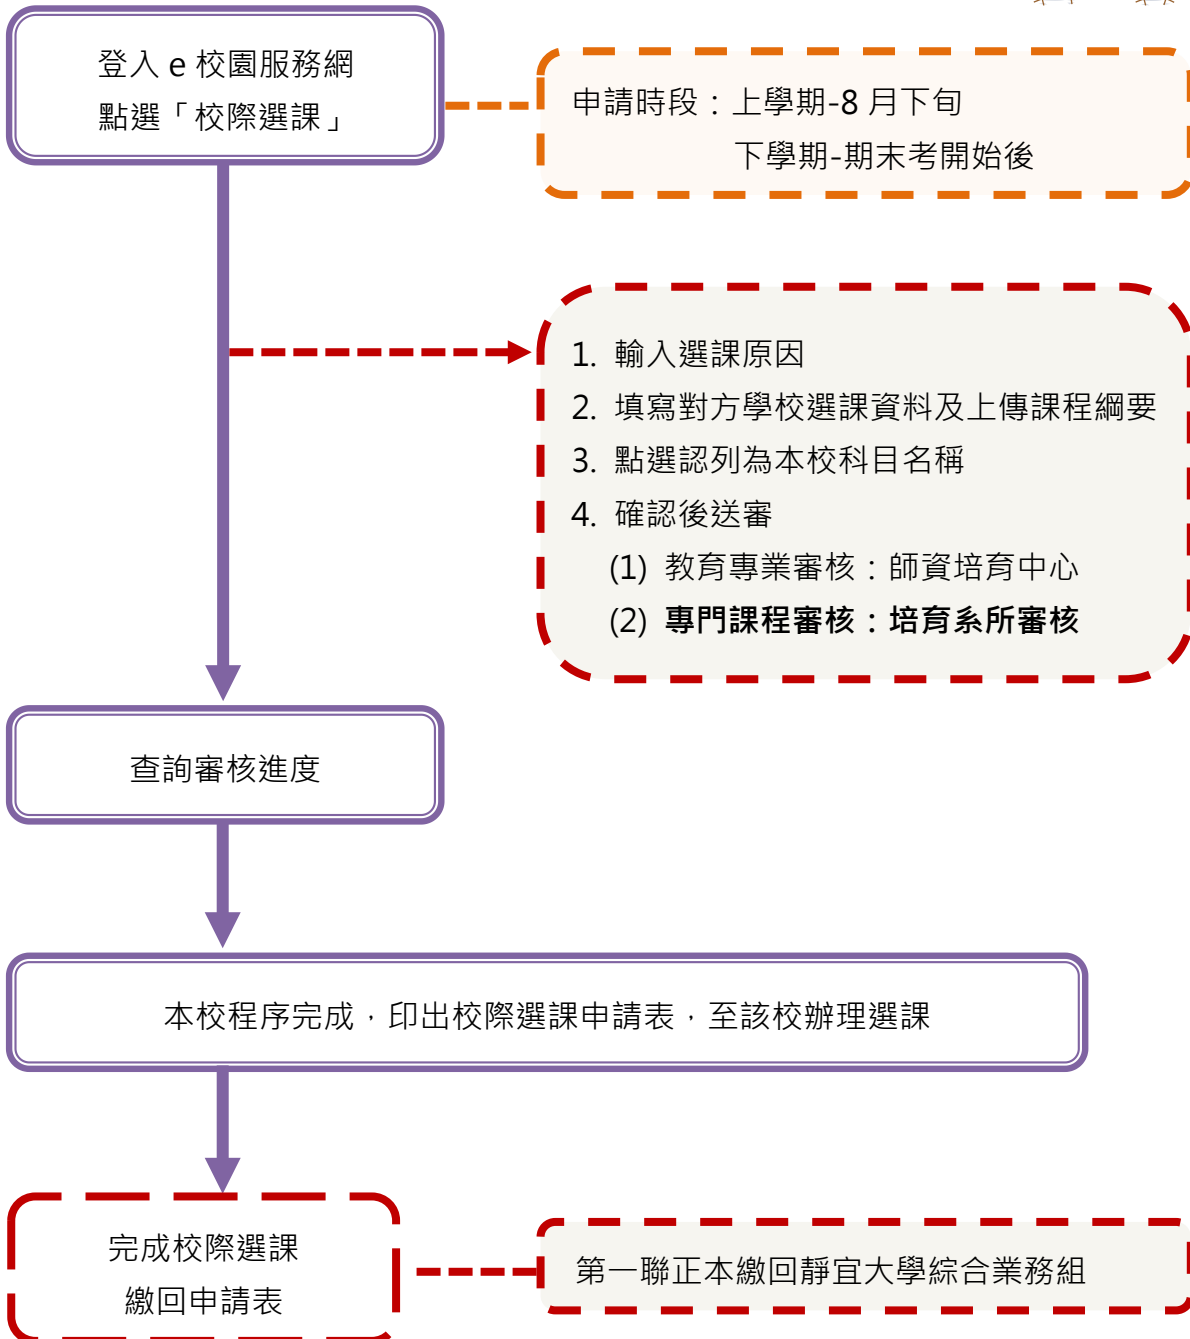 登入 e 校園服務網
點選「校際選課」
申請時段：上學期-8 月下旬
下學期-期末考開始後
1. 輸入選課原因
2. 填寫對方學校選課資料及上傳課程綱要
3. 點選認列為本校科目名稱
4. 確認後送審
(1) 教育專業審核：師資培育中心
(2) 專門課程審核：培育系所審核
查詢審核進度
本校程序完成，印出校際選課申請表，至該校辦理選課
完成校際選課
繳回申請表
第一聯正本繳回靜宜大學綜合業務組